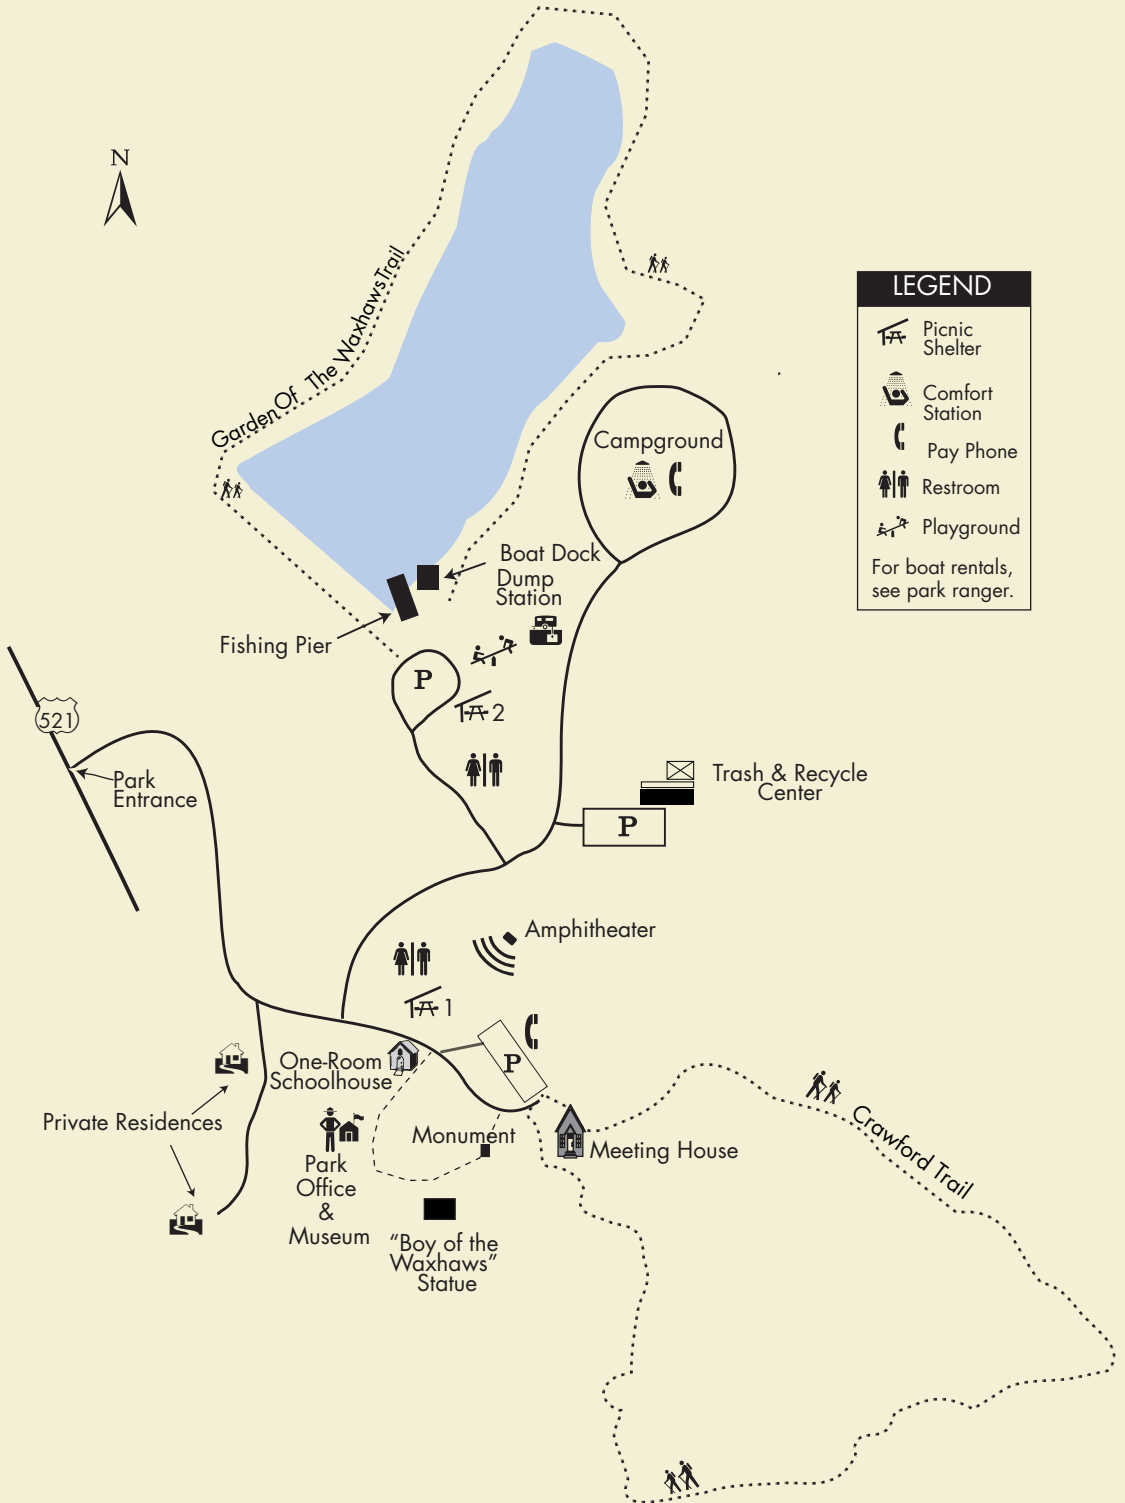 N
Garden Of The Waxhaws Trail
LEGEND
Picnic
Shelter
Comfort
Station
Pay Phone
Restroom
Playground
For boat rentals,
see park ranger.
Campground
Boat Dock
Dump
Station
Fishing Pier
P
2
521
Park
Entrance
Trash & Recycle
Center
P
Amphitheater
1
One-Room
Schoolhouse
P
Private Residences
Monument
Meeting House
Crawford Trail
Park
Office
&
Museum
“Boy of the
Waxhaws”
Statue